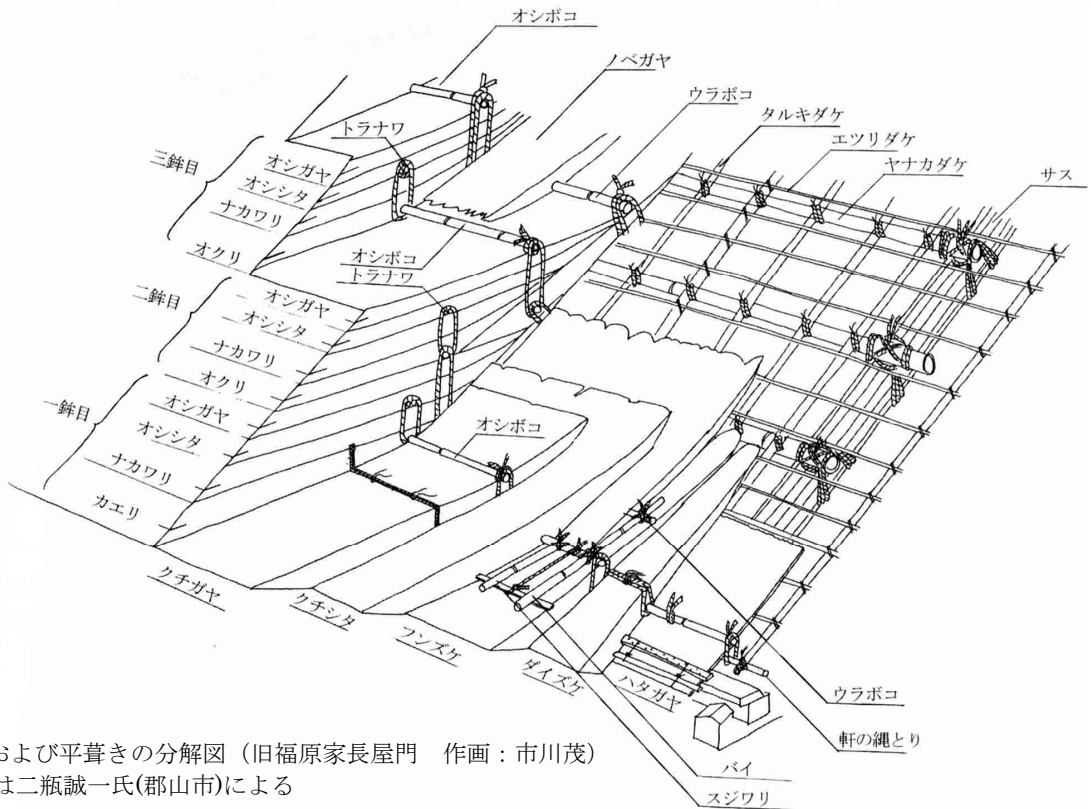 オシボコ
ノベガヤ
ウラボコ
タルキダケ
エツリダケ
ヤナカダケ
サス
トラナワ
三鉾目
オシガヤ
オシシタ
ナカワリ
オクリ
オシボコ
トラナワ
二鉾目
オシガヤ
オシシタ
ナカワリ
オクリ
一鉾目
オシガヤ
オシシタ
ナカワリ
カエリ
オシボコ
クチガヤ
クチシタ
フンズケ
ダイズケ
ハタガヤ
ウラボコ
軒の縄とり
バイ
スジワリ
および平葺きの分解図（旧福原家長屋門　作画：市川茂）
は二瓶誠一氏(郡山市)による